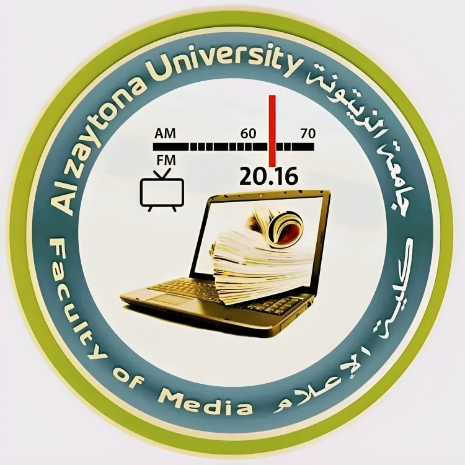 Alzaytona University
جامعة الزيتونة
AM
60
70
FM
20.16
كلية الإعلام
Faculty of Media